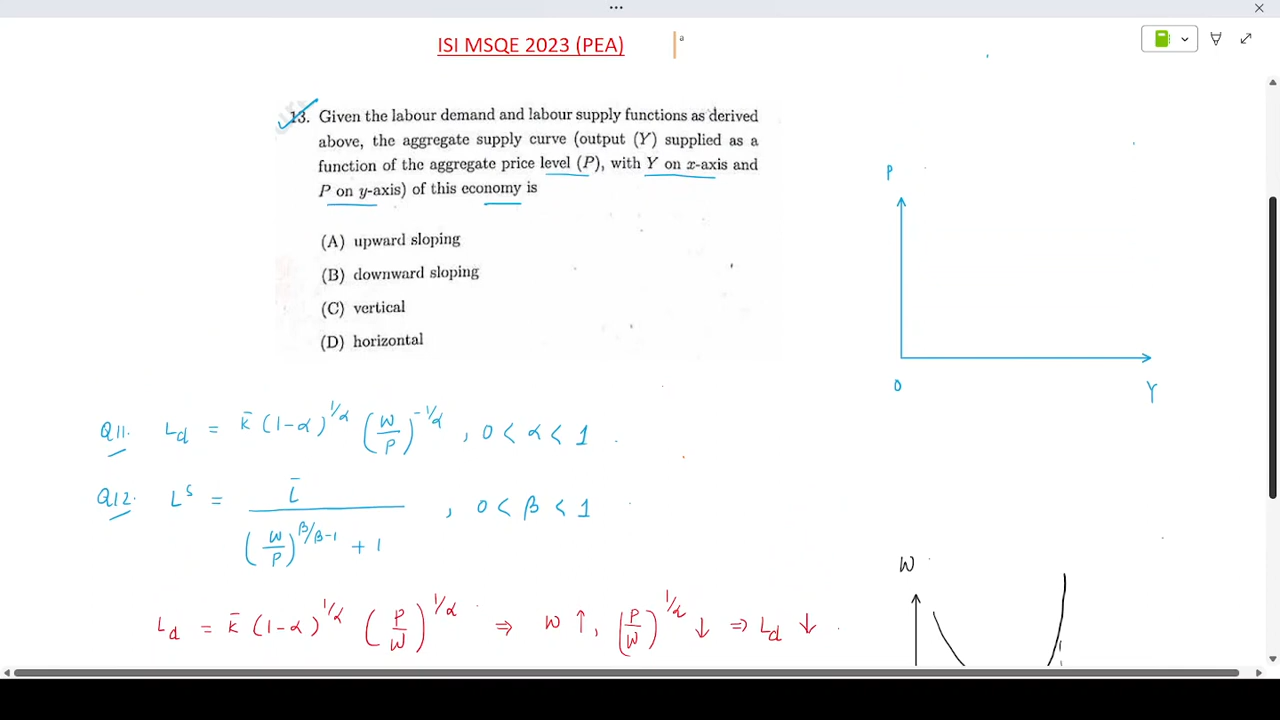 ISI MSQE 2023 (PEA)
13. Given the labour demand and labour supply functions as derived
above, the aggregate supply curve (output (Y) supplied as a
function of the aggregate price level (P), with Y on x-axis and
P on y-axis) of this economy is
(A) upward sloping
(B) downward sloping
(C) vertical
(D) horizontal
P
0
Y
Q11. L_d = K̄ (1-α)^{1/α} (W/P)^{-1/α} , 0 < α < 1
Q12. L^s = L̄ / ((W/P)^{β/β-1} + 1) , 0 < β < 1
W
L_d = K̄ (1-α)^{1/α} (P/W)^{1/α} ⇒ W ↑, (P/W)^{1/α} ↓ ⇒ L_d ↓